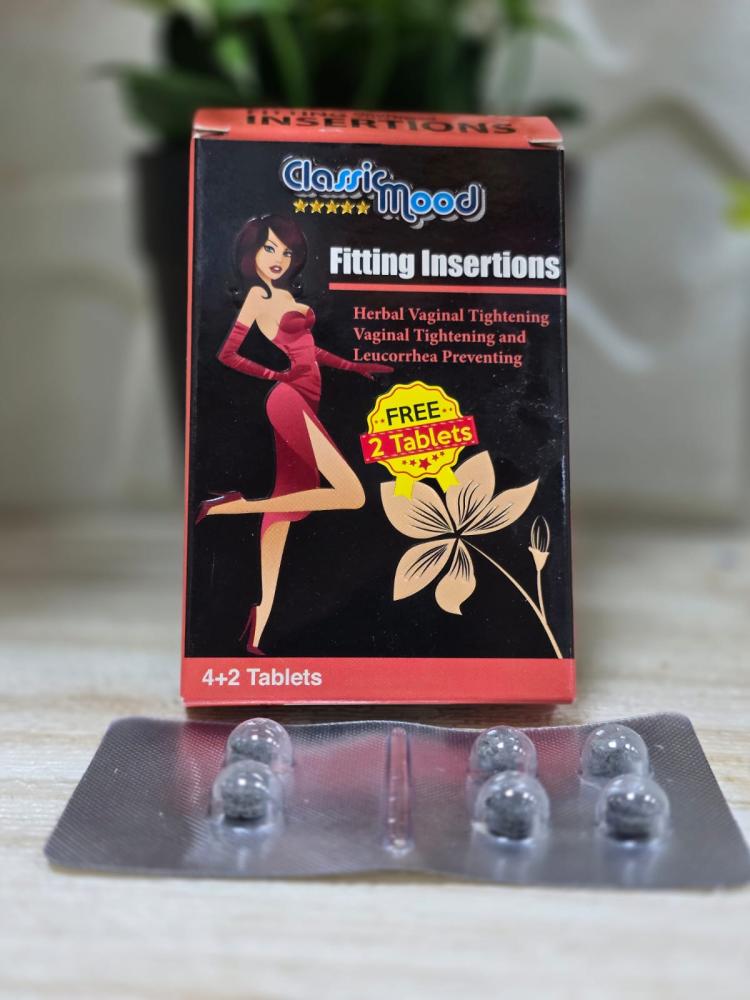 INSERTIONS
Classic Mood
Fitting Insertions
Herbal Vaginal Tightening
Vaginal Tightening and
Leucorrhea Preventing
FREE
2 Tablets
4+2 Tablets